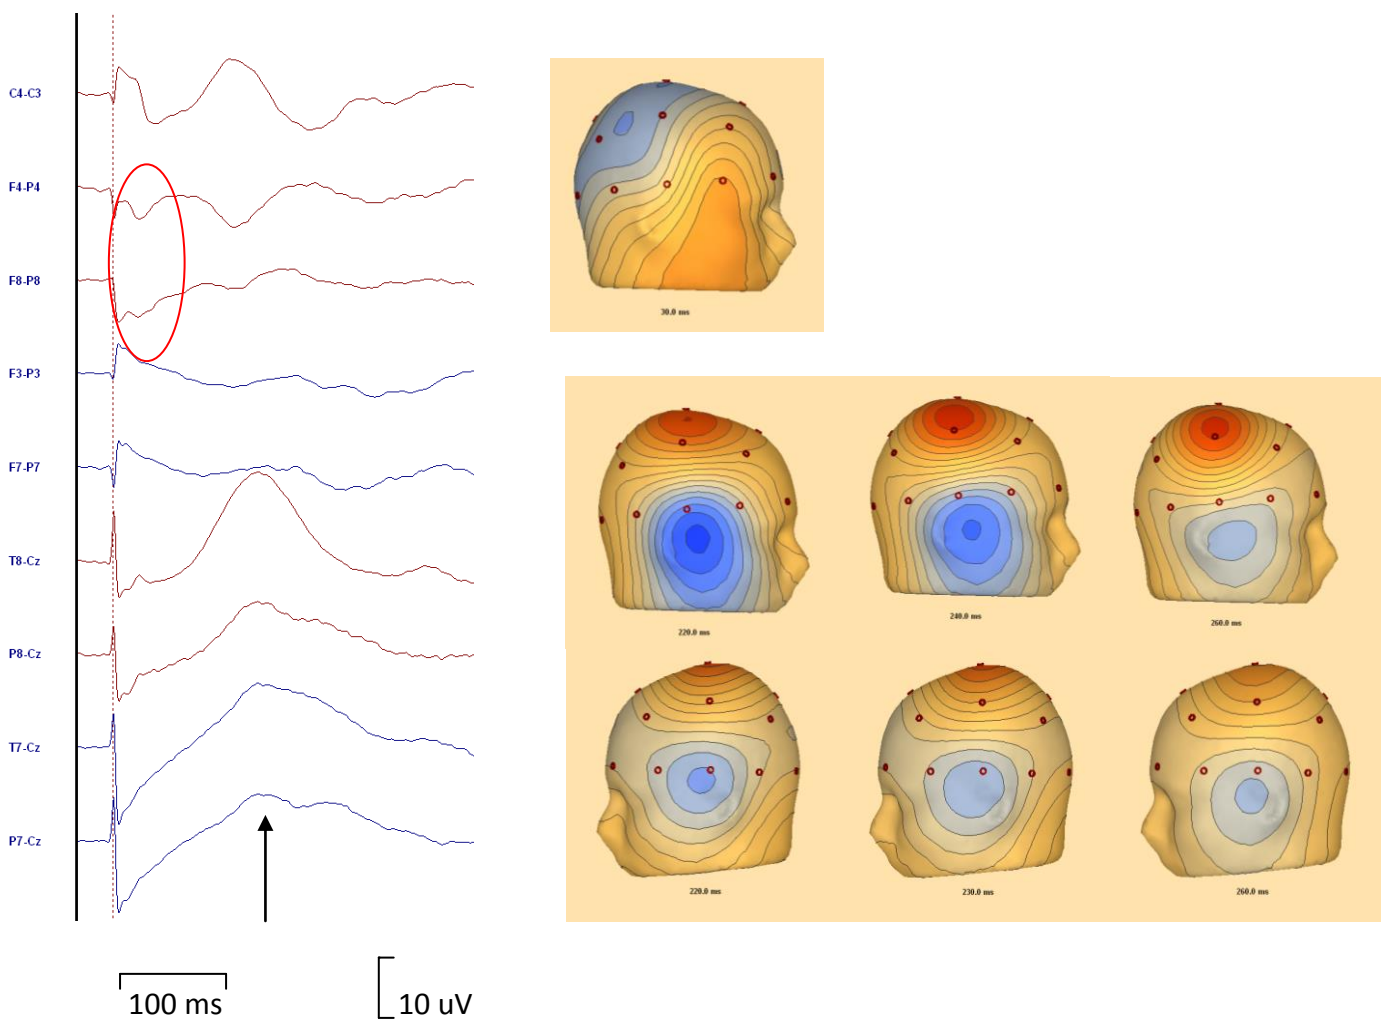 C4-C3
F4-P4
F8-P8
F3-P3
F7-P7
T8-Cz
P8-Cz
T7-Cz
P7-Cz
100 ms
10 uV
30.0 ms
220.0 ms
240.0 ms
260.0 ms
220.0 ms
230.0 ms
260.0 ms